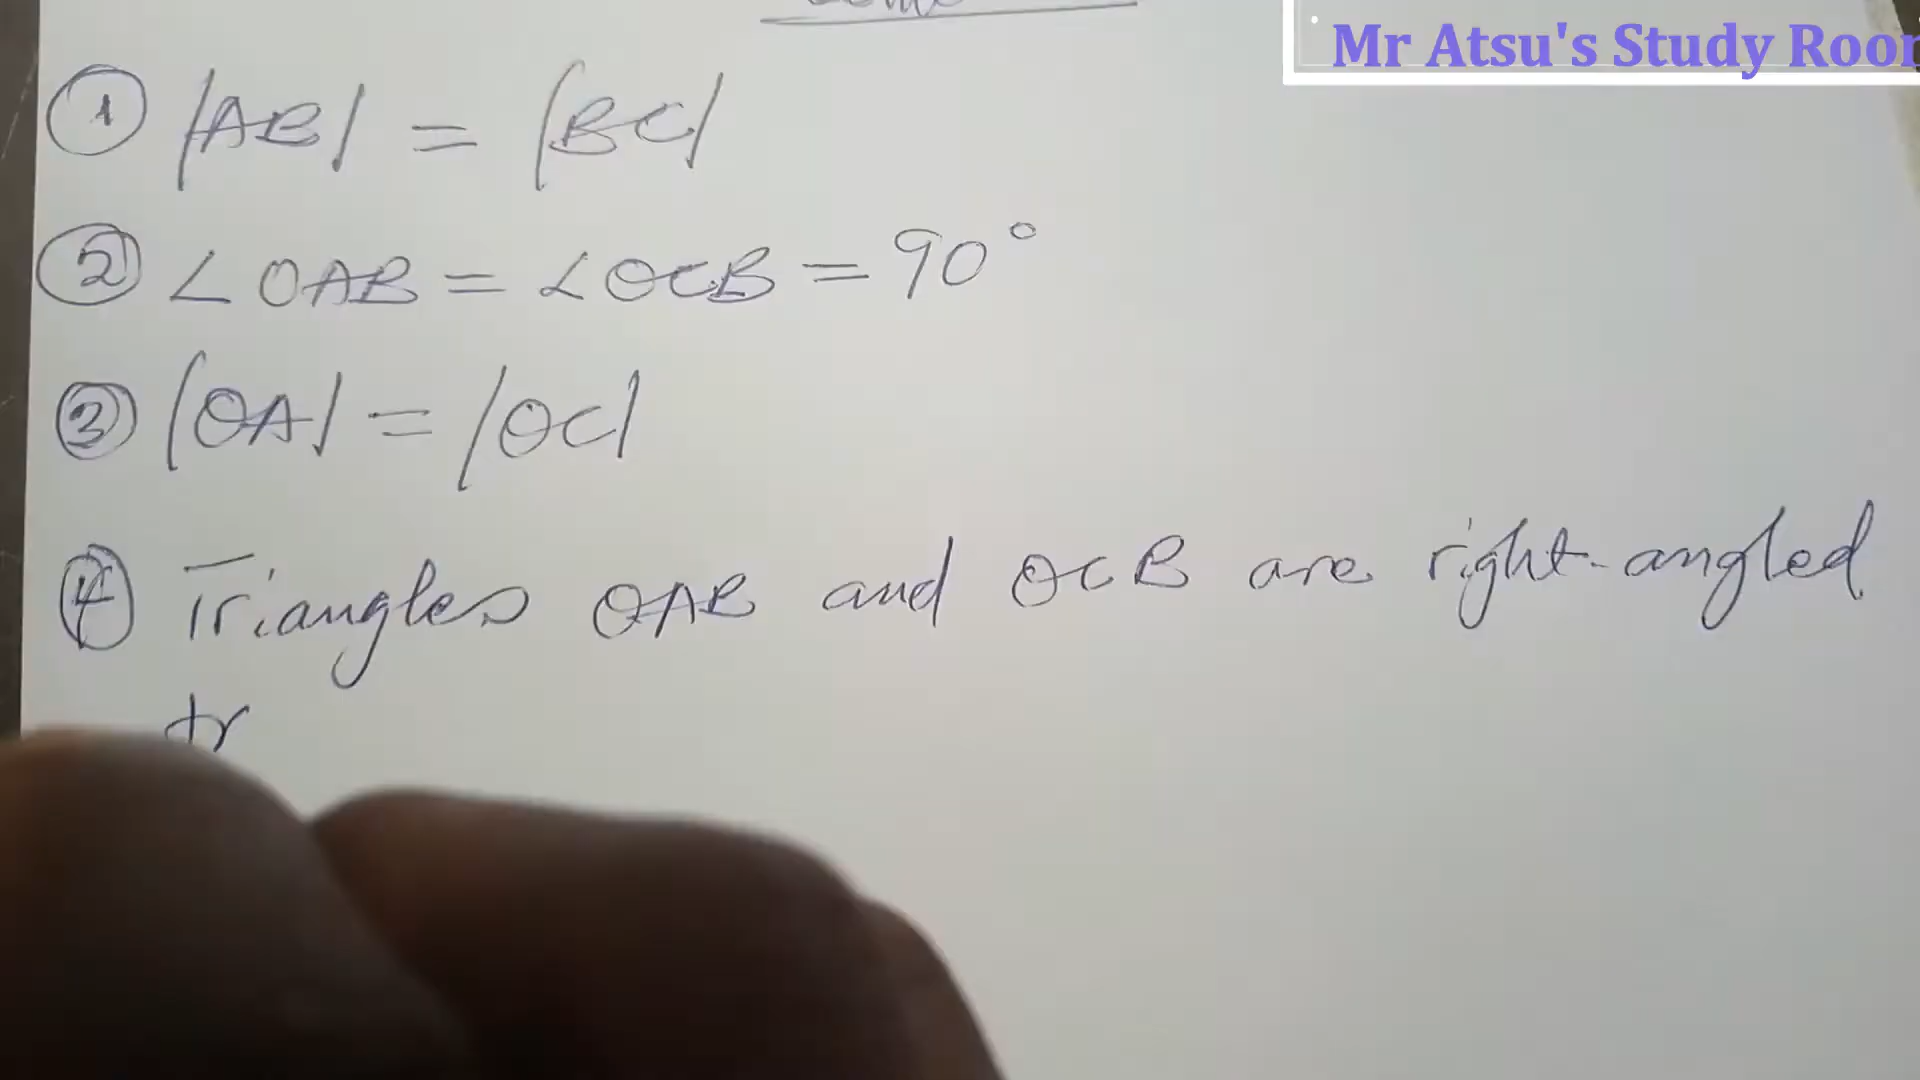 Mr Atsu's Study Roo
① |AB| = |BC|
② ∠OAB = ∠OCB = 90°
③ |OA| = |OC|
④ Triangles OAB and OCB are right-angled
tr